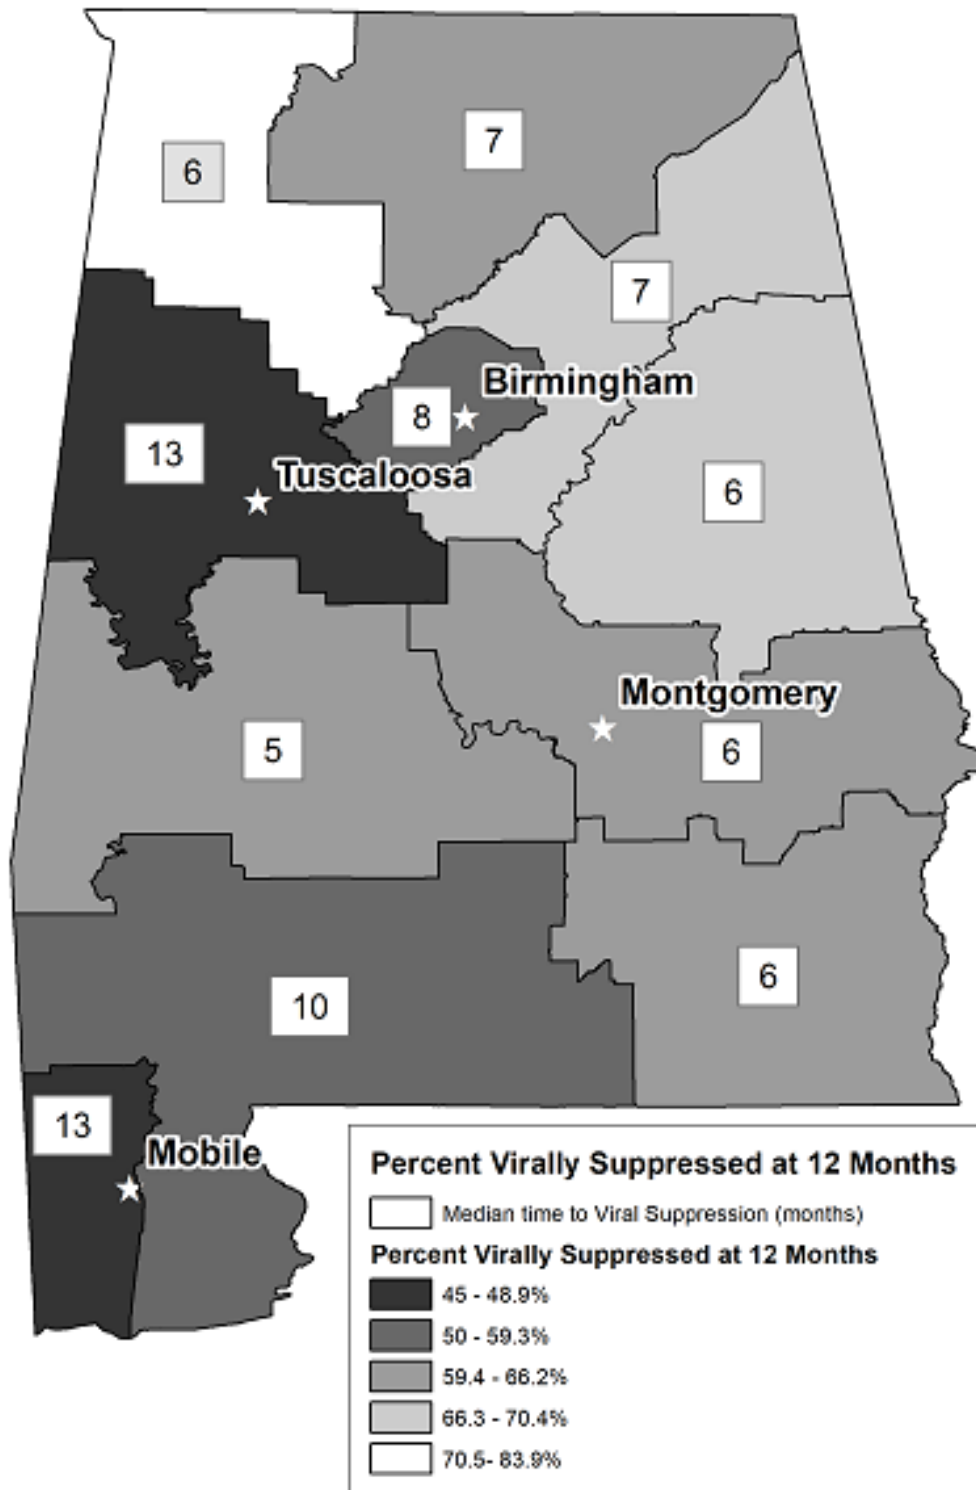 7
6
7
Birmingham
8
13
Tuscaloosa
6
Montgomery
5
6
6
10
13
Mobile
Percent Virally Suppressed at 12 Months
Median time to Viral Suppression (months)
Percent Virally Suppressed at 12 Months
45 - 48.9%
50 - 59.3%
59.4 - 66.2%
66.3 - 70.4%
70.5- 83.9%